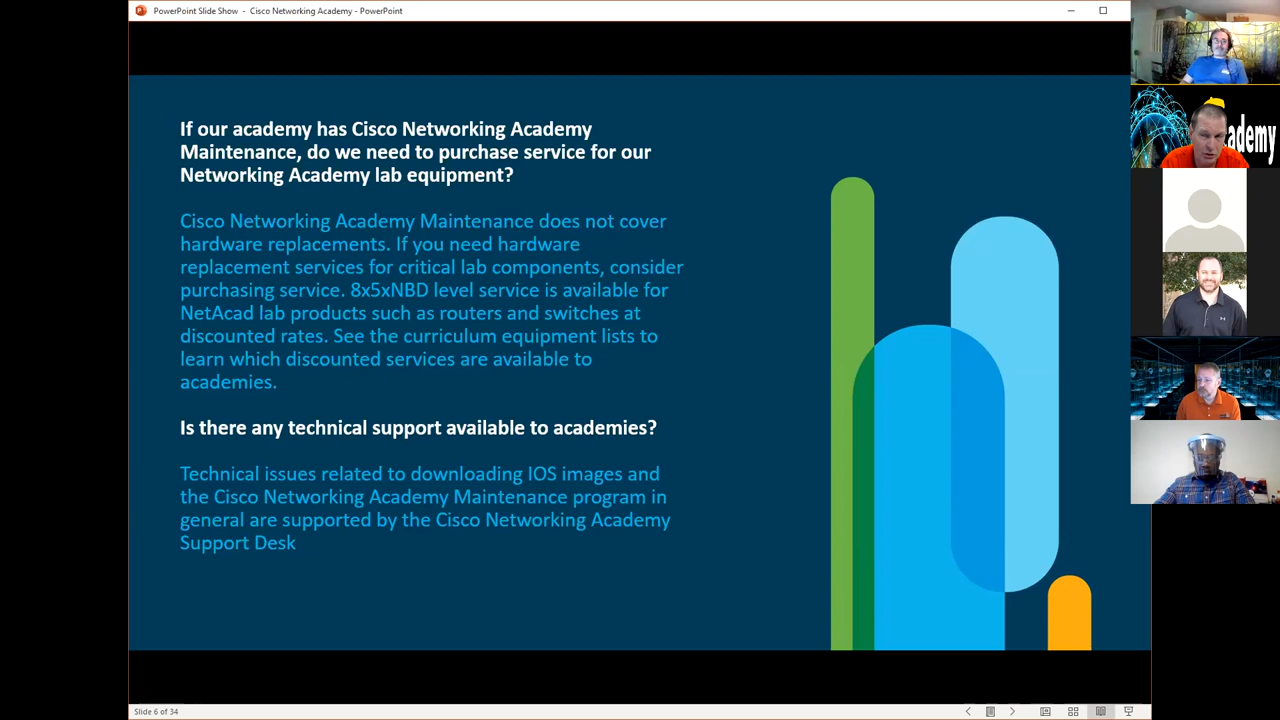 PowerPoint Slide Show - Cisco Networking Academy - PowerPoint
If our academy has Cisco Networking Academy
Maintenance, do we need to purchase service for our
Networking Academy lab equipment?
Cisco Networking Academy Maintenance does not cover
hardware replacements. If you need hardware
replacement services for critical lab components, consider
purchasing service. 8x5xNBD level service is available for
NetAcad lab products such as routers and switches at
discounted rates. See the curriculum equipment lists to
learn which discounted services are available to
academies.
Is there any technical support available to academies?
Technical issues related to downloading IOS images and
the Cisco Networking Academy Maintenance program in
general are supported by the Cisco Networking Academy
Support Desk
ademy
Slide 6 of 34